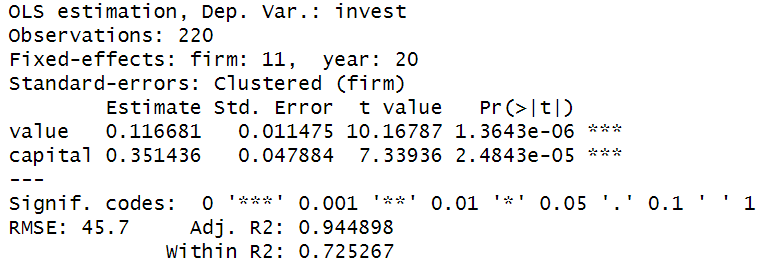 OLS estimation, Dep. Var.: invest
Observations: 220
Fixed-effects: firm: 11,  year: 20
Standard-errors: Clustered (firm)
        Estimate Std. Error  t value   Pr(>|t|)
value   0.116681   0.011475 10.16787 1.3643e-06 ***
capital 0.351436   0.047884  7.33936 2.4843e-05 ***
---
Signif. codes:  0 '***' 0.001 '**' 0.01 '*' 0.05 '.' 0.1 ' ' 1
RMSE: 45.7     Adj. R2: 0.944898
             Within R2: 0.725267